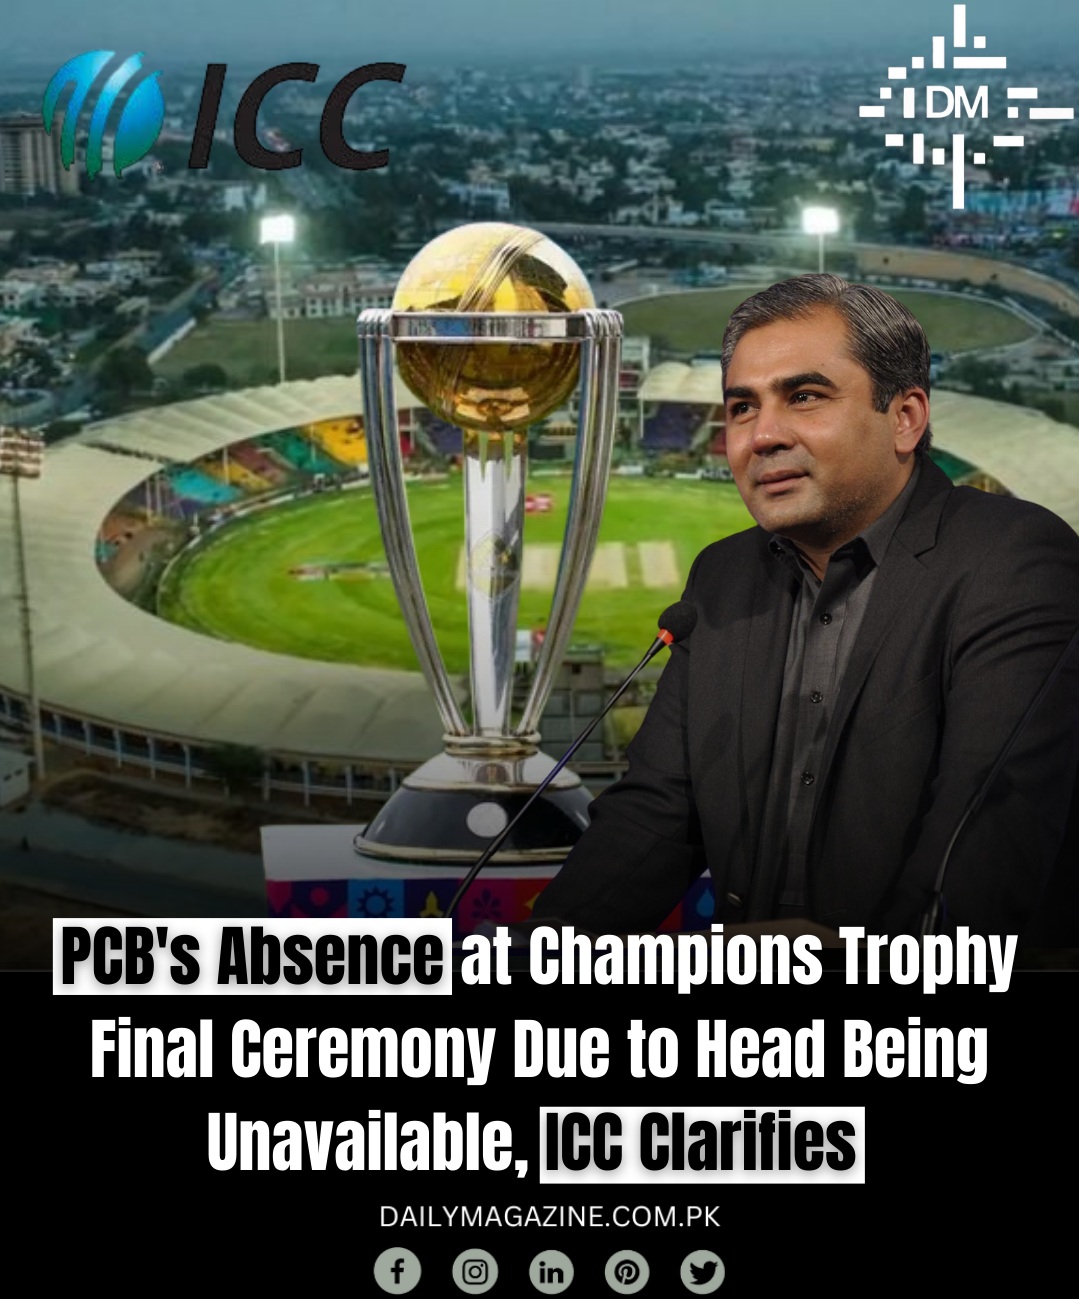 ICC
DM
PCB's Absence at Champions Trophy
Final Ceremony Due to Head Being
Unavailable, ICC Clarifies
DAILYMAGAZINE.COM.PK